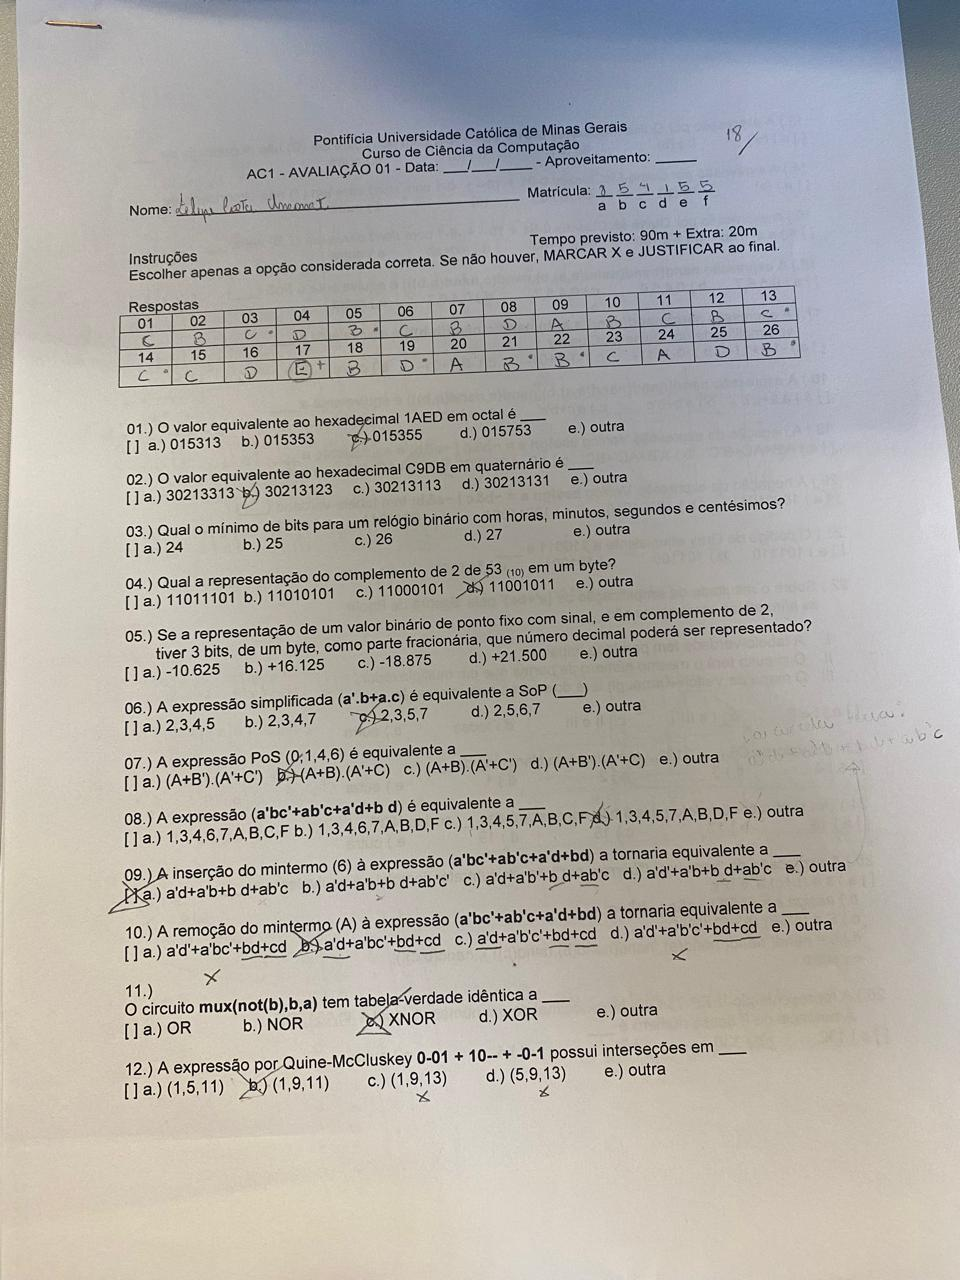 Pontifícia Universidade Católica de Minas Gerais
Curso de Ciência da Computação
18/
AC1 - AVALIAÇÃO 01 - Data: ___/___/____ - Aproveitamento: _____
Nome: Felipe Costa
Matrícula: 8 5 4 1 5 5
a b c d e f
Tempo previsto: 90m + Extra: 20m
Instruções
Escolher apenas a opção considerada correta. Se não houver, MARCAR X e JUSTIFICAR ao final.
Respostas
01 02 03 04 05 06 07 08 09 10 11 12 13
C B C D B C B D A B C B C
14 15 16 17 18 19 20 21 22 23 24 25 26
C C D E + B D A B B C A D B
01.) O valor equivalente ao hexadecimal 1AED em octal é ___
[ ] a.) 015313 b.) 015353 c.) 015355 d.) 015753 e.) outra
02.) O valor equivalente ao hexadecimal C9DB em quaternário é ___
[ ] a.) 30213313 b.) 30213123 c.) 30213113 d.) 30213131 e.) outra
03.) Qual o mínimo de bits para um relógio binário com horas, minutos, segundos e centésimos?
[ ] a.) 24 b.) 25 c.) 26 d.) 27 e.) outra
04.) Qual a representação do complemento de 2 de 53 (10) em um byte?
[ ] a.) 11011101 b.) 11010101 c.) 11000101 d.) 11001011 e.) outra
05.) Se a representação de um valor binário de ponto fixo com sinal, e em complemento de 2,
tiver 3 bits, de um byte, como parte fracionária, que número decimal poderá ser representado?
[ ] a.) -10.625 b.) +16.125 c.) -18.875 d.) +21.500 e.) outra
06.) A expressão simplificada (a'.b+a.c) é equivalente a SoP (___)
[ ] a.) 2,3,4,5 b.) 2,3,4,7 c.) 2,3,5,7 d.) 2,5,6,7 e.) outra
07.) A expressão PoS (0;1,4,6) é equivalente a ___
[ ] a.) (A+B').(A'+C') b.) (A+B).(A'+C) c.) (A+B).(A'+C') d.) (A+B').(A'+C) e.) outra
08.) A expressão (a'bc'+ab'c+a'd+b d) é equivalente a ___
[ ] a.) 1,3,4,6,7,A,B,C,F b.) 1,3,4,6,7,A,B,D,F c.) 1,3,4,5,7,A,B,C,F d.) 1,3,4,5,7,A,B,D,F e.) outra
09.) A inserção do mintermo (6) à expressão (a'bc'+ab'c+a'd+bd) a tornaria equivalente a ___
[ ] a.) a'd+a'b+b d+ab'c b.) a'd+a'b+b d+ab'c' c.) a'd+a'b'+b d+ab'c d.) a'd'+a'b+b d+ab'c e.) outra
10.) A remoção do mintermo (A) à expressão (a'bc'+ab'c+a'd+bd) a tornaria equivalente a ___
[ ] a.) a'd'+a'bc'+bd+cd b.) a'd+a'bc'+bd+cd c.) a'd+a'b'c'+bd+cd d.) a'd'+a'b'c'+bd+cd e.) outra
x x
11.)
O circuito mux(not(b),b,a) tem tabela-verdade idêntica a ___
[ ] a.) OR b.) NOR c.) XNOR d.) XOR e.) outra
12.) A expressão por Quine-McCluskey 0-01 + 10-- + -0-1 possui interseções em ___
[ ] a.) (1,5,11) b.) (1,9,11) c.) (1,9,13) d.) (5,9,13) e.) outra
x x